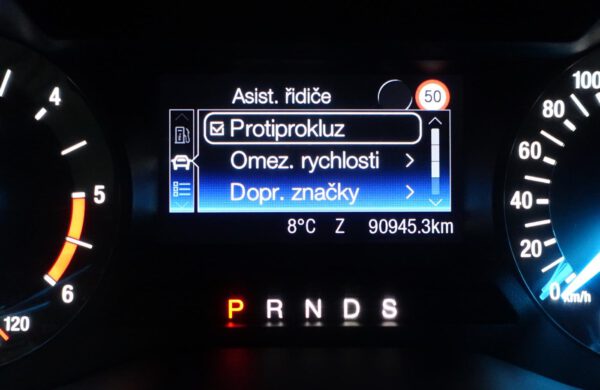 Asist. řidiče
50
Protiprokluz
Omez. rychlosti
Dopr. značky
8°C Z 90945.3km
P R N D S
4
5
6
120
100
80
60
40
20
0
km/h